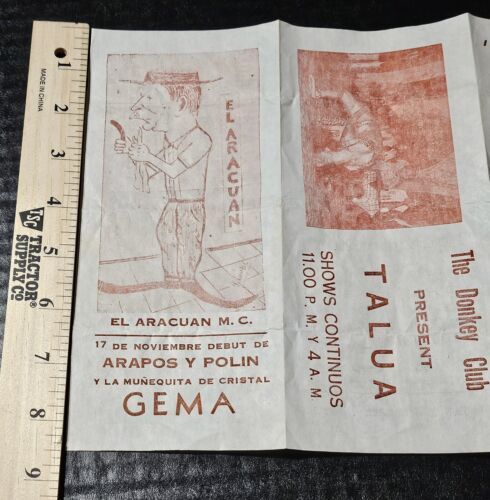 MADE IN CHINA
1
2
3
4
5
6
7
8
9
TSC TRACTOR
SUPPLY CO
EL ARACUAN
EL ARACUAN M. C.
17 DE NOVIEMBRE DEBUT DE
ARAPOS Y POLIN
Y LA MUÑEQUITA DE CRISTAL
GEMA
The Donkey Club
PRESENT
TALUA
SHOWS CONTINUOS
11.00 P. M. Y 4 A. M